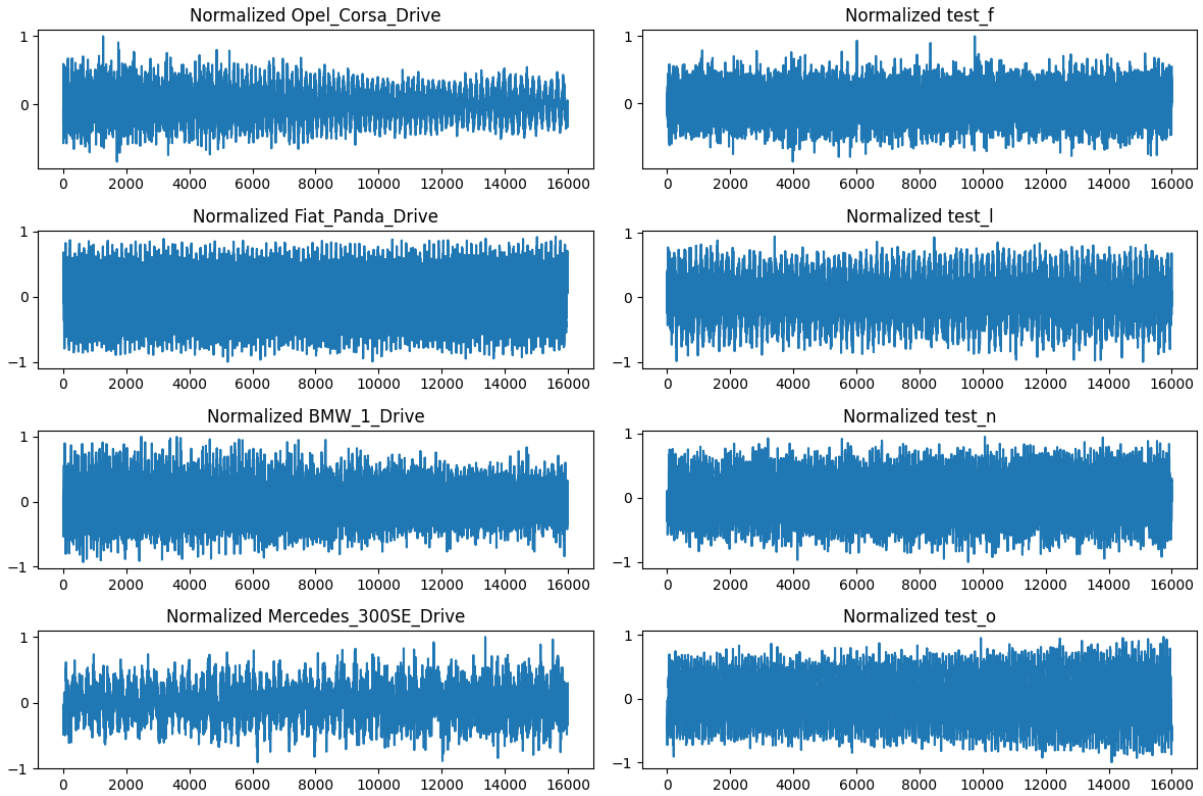 Normalized Opel_Corsa_Drive
1
0
0 2000 4000 6000 8000 10000 12000 14000 16000
Normalized test_f
1
0
0 2000 4000 6000 8000 10000 12000 14000 16000
Normalized Fiat_Panda_Drive
1
0
−1
0 2000 4000 6000 8000 10000 12000 14000 16000
Normalized test_l
1
0
−1
0 2000 4000 6000 8000 10000 12000 14000 16000
Normalized BMW_1_Drive
1
0
−1
0 2000 4000 6000 8000 10000 12000 14000 16000
Normalized test_n
1
0
−1
0 2000 4000 6000 8000 10000 12000 14000 16000
Normalized Mercedes_300SE_Drive
1
0
−1
0 2000 4000 6000 8000 10000 12000 14000 16000
Normalized test_o
1
0
−1
0 2000 4000 6000 8000 10000 12000 14000 16000